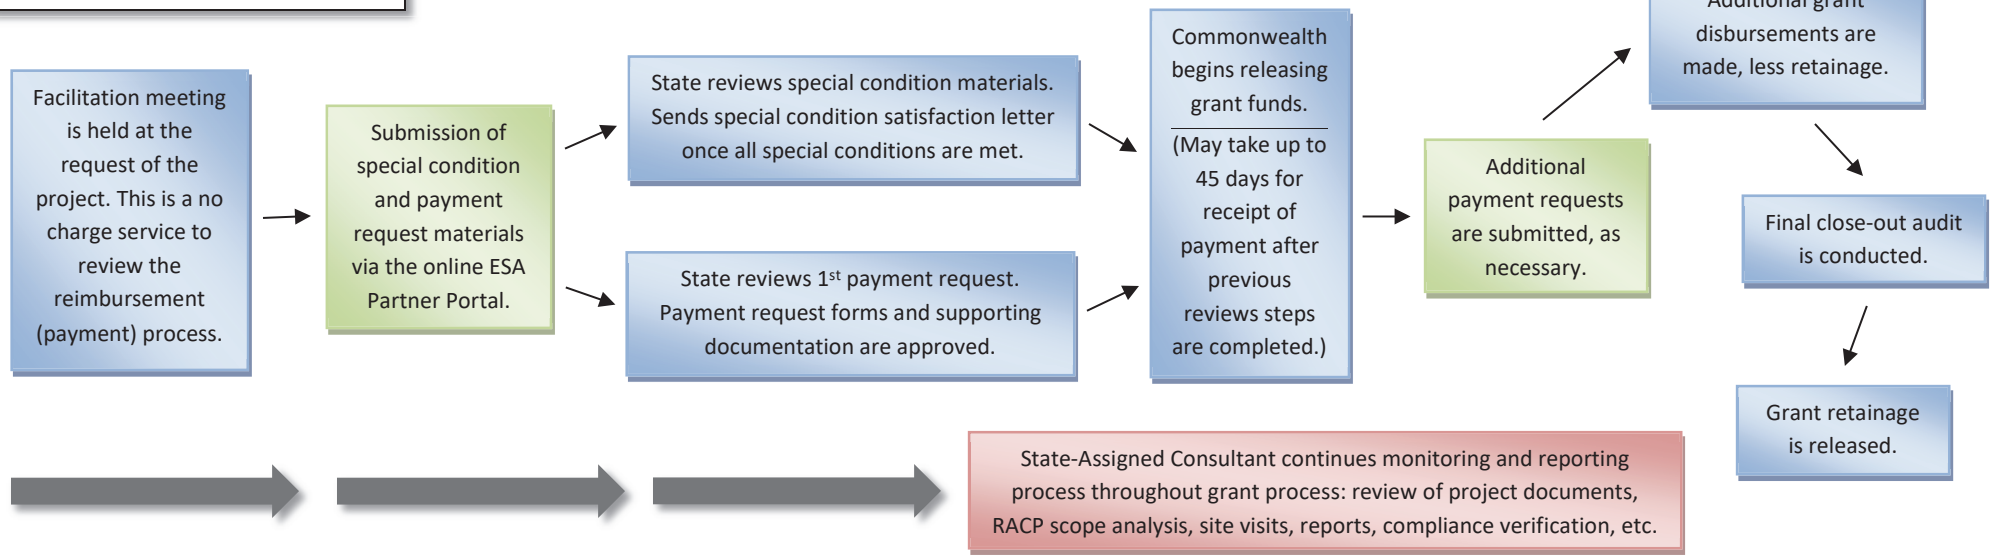 Facilitation meeting
is held at the
request of the
project. This is a no
charge service to
review the
reimbursement
(payment) process.
Submission of
special condition
and payment
request materials
via the online ESA
Partner Portal.
State reviews special condition materials.
Sends special condition satisfaction letter
once all special conditions are met.
State reviews 1st payment request.
Payment request forms and supporting
documentation are approved.
Commonwealth
begins releasing
grant funds.
(May take up to
45 days for
receipt of
payment after
previous
reviews steps
are completed.)
Additional
payment requests
are submitted, as
necessary.
Additional grant
disbursements are
made, less retainage.
Final close-out audit
is conducted.
Grant retainage
is released.
State-Assigned Consultant continues monitoring and reporting
process throughout grant process: review of project documents,
RACP scope analysis, site visits, reports, compliance verification, etc.